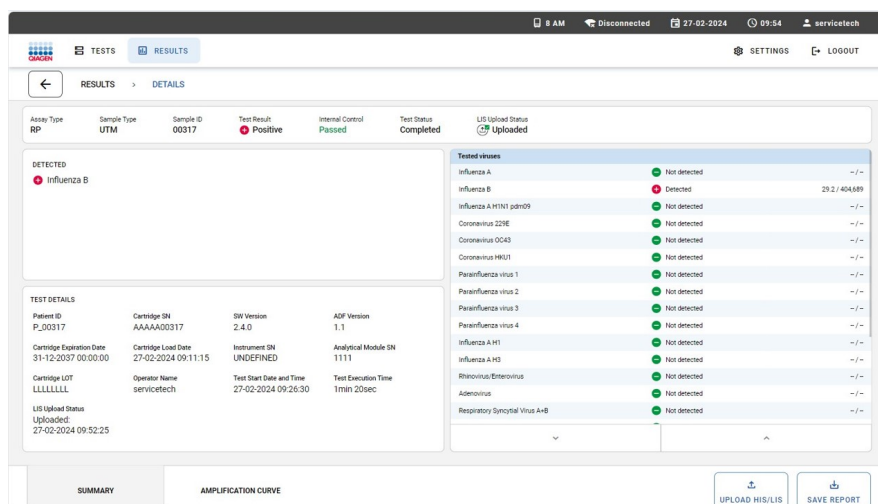 8 AM Disconnected 27-02-2024 09:54 servicetech
QIAGEN TESTS RESULTS SETTINGS LOGOUT
RESULTS > DETAILS
Assay Type Sample Type Sample ID Test Result Internal Control Test Status LIS Upload Status
RP UTM 00317 Positive Passed Completed Uploaded
DETECTED
Influenza B
Tested viruses
Influenza A Not detected – / –
Influenza B Detected 29.2 / 404,689
Influenza A H1N1 pdm09 Not detected – / –
Coronavirus 229E Not detected – / –
Coronavirus OC43 Not detected – / –
Coronavirus HKU1 Not detected – / –
Parainfluenza virus 1 Not detected – / –
Parainfluenza virus 2 Not detected – / –
Parainfluenza virus 3 Not detected – / –
Parainfluenza virus 4 Not detected – / –
Influenza A H1 Not detected – / –
Influenza A H3 Not detected – / –
Rhinovirus/Enterovirus Not detected – / –
Adenovirus Not detected – / –
Respiratory Syncytial Virus A+B Not detected – / –
TEST DETAILS
Patient ID Cartridge SN SW Version ADF Version
P_00317 AAAAA00317 2.4.0 1.1
Cartridge Expiration Date Cartridge Load Date Instrument SN Analytical Module SN
31-12-2037 00:00:00 27-02-2024 09:11:15 UNDEFINED 1111
Cartridge LOT Operator Name Test Start Date and Time Test Execution Time
LLLLLLLL servicetech 27-02-2024 09:26:30 1min 20sec
LIS Upload Status
Uploaded:
27-02-2024 09:52:25
SUMMARY AMPLIFICATION CURVE UPLOAD HIS/LIS SAVE REPORT